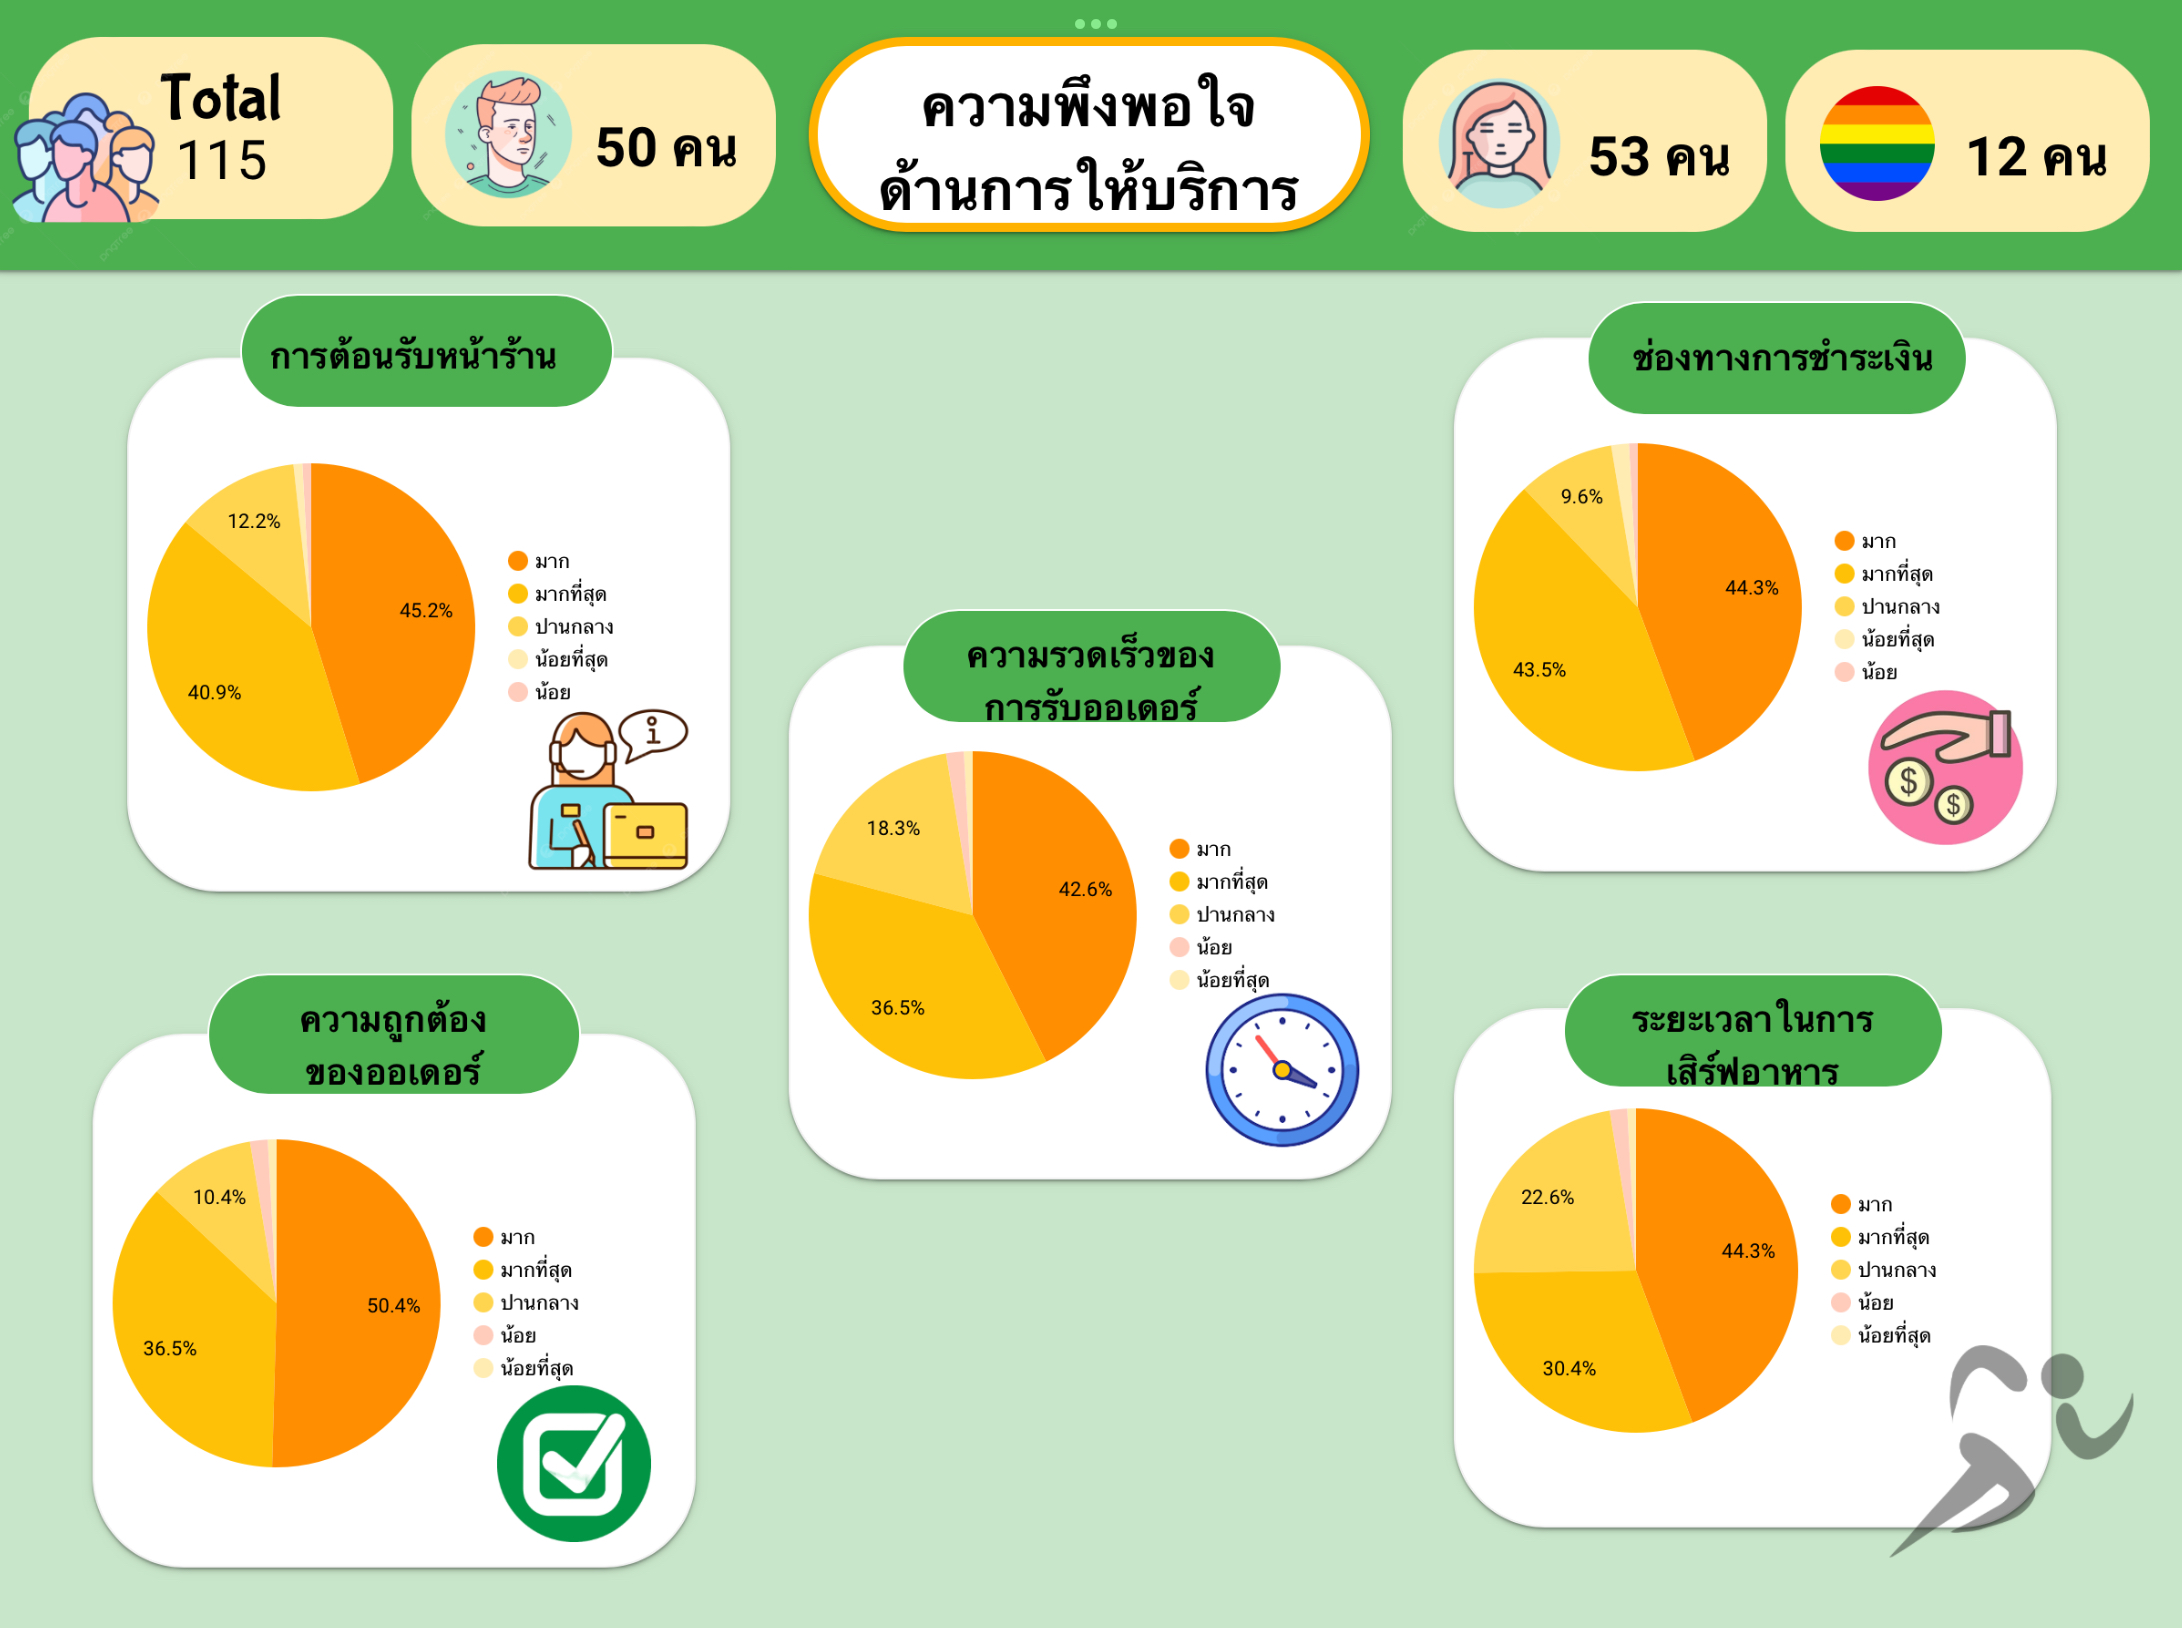 Total
115
50 คน
ความพึงพอใจ
ด้านการให้บริการ
53 คน
12 คน
การต้อนรับหน้าร้าน
12.2%
45.2%
40.9%
มาก
มากที่สุด
ปานกลาง
น้อยที่สุด
น้อย
i
ช่องทางการชำระเงิน
9.6%
44.3%
43.5%
มาก
มากที่สุด
ปานกลาง
น้อยที่สุด
น้อย
$
$
ความรวดเร็วของ
การรับออเดอร์
18.3%
42.6%
36.5%
มาก
มากที่สุด
ปานกลาง
น้อย
น้อยที่สุด
ความถูกต้อง
ของออเดอร์
10.4%
50.4%
36.5%
มาก
มากที่สุด
ปานกลาง
น้อย
น้อยที่สุด
ระยะเวลาในการ
เสิร์ฟอาหาร
22.6%
44.3%
30.4%
มาก
มากที่สุด
ปานกลาง
น้อย
น้อยที่สุด